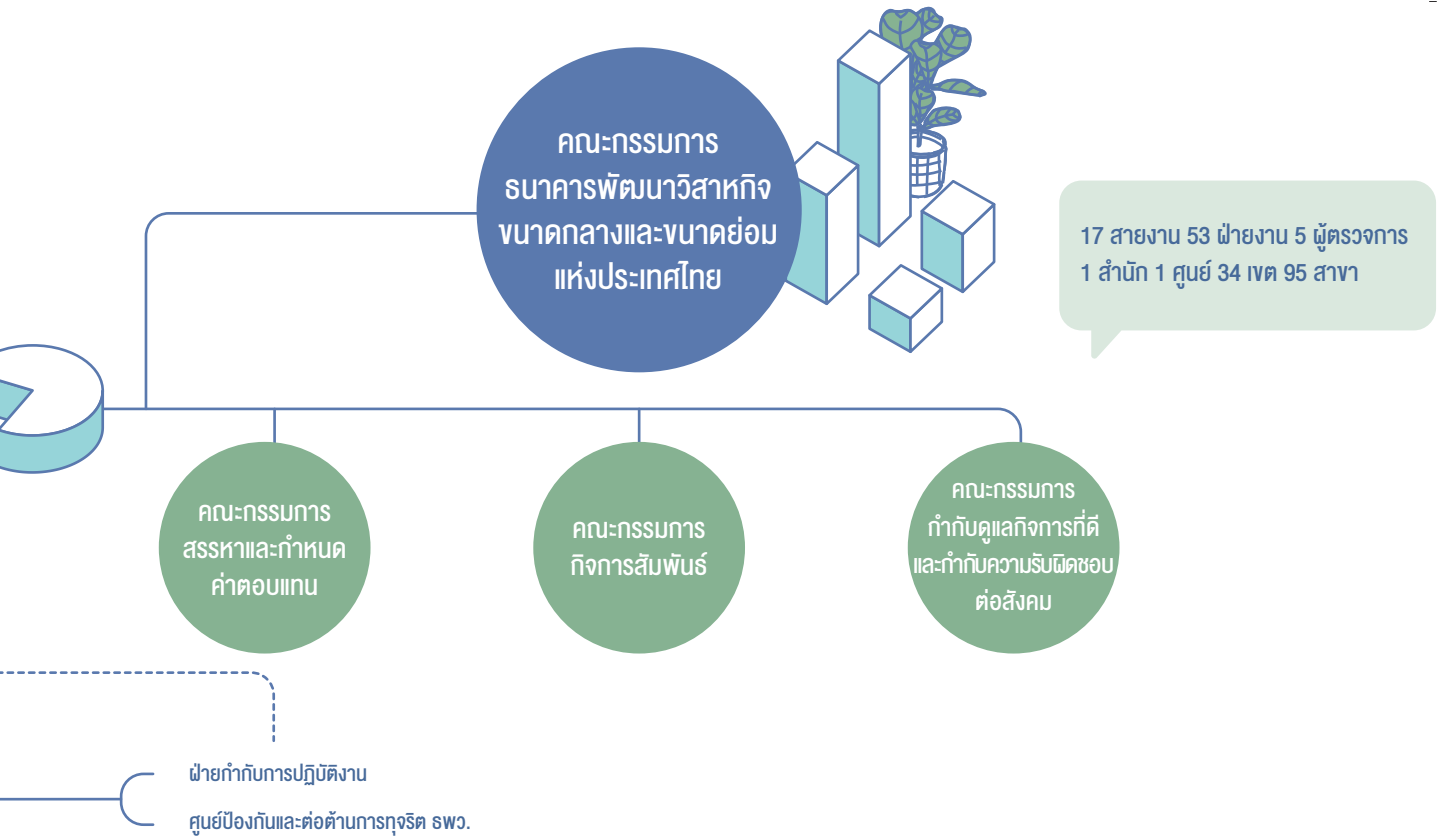 คณะกรรมการ
ธนาคารพัฒนาวิสาหกิจ
ขนาดกลางและขนาดย่อม
แห่งประเทศไทย
17 สายงาน 53 ฝ่ายงาน 5 ผู้ตรวจการ
1 สำนัก 1 ศูนย์ 34 เขต 95 สาขา
คณะกรรมการ
สรรหาและกำหนด
ค่าตอบแทน
คณะกรรมการ
กิจการสัมพันธ์
คณะกรรมการ
กำกับดูแลกิจการที่ดี
และกำกับความรับผิดชอบ
ต่อสังคม
ฝ่ายกำกับการปฏิบัติงาน
ศูนย์ป้องกันและต่อต้านการทุจริต ธพว.